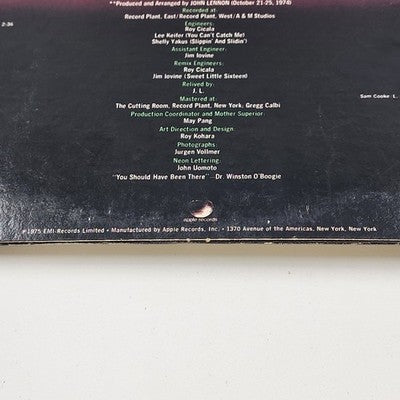 **Produced and Arranged by JOHN LENNON (October 21-25, 1974)
Recorded at:
Record Plant, East/Record Plant, West/A & M Studios
Engineers:
Roy Cicala
2:36
Lee Keifer (You Can't Catch Me)
Shelly Yakus (Slippin' And Slidin')
Assistant Engineer:
Jim Iovine
Remix Engineers:
Roy Cicala
Jim Iovine (Sweet Little Sixteen)
Relived by:
J. L.
Sam Cooke: L.
Mastered at
The Cutting Room, Record Plant, New York. Gregg Calbi
Production Coordinator and Mother Superior:
May Pang
Art Direction and Design:
Roy Kohara
Photographs:
Jurgen Vollmer
Neon Lettering:
John Uomoto
"You Should Have Been There" —Dr. Winston O'Boogie
apple records
℗1975 EMI-Records Limited • Manufactured by Apple Records, Inc. • 1370 Avenue of the Americas, New York, New York